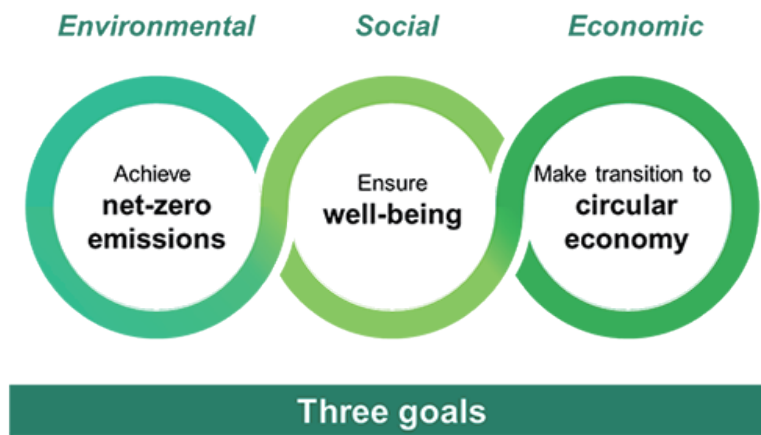 Environmental
Social
Economic
Achieve
net-zero
emissions
Ensure
well-being
Make transition to
circular
economy
Three goals